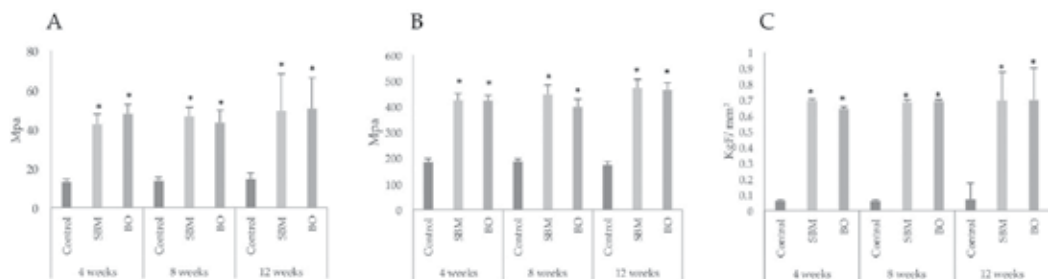 A
80
60
40
20
0
Mpa
Control
SBM
BO
Control
SBM
BO
Control
SBM
BO
4 weeks
8 weeks
12 weeks
B
600
500
400
300
200
100
0
Mpa
Control
SBM
BO
Control
SBM
BO
Control
SBM
BO
4 weeks
8 weeks
12 weeks
C
1
0,9
0,8
0,7
0,6
0,5
0,4
0,3
0,2
0,1
0
KgF/mm²
Control
SBM
BO
Control
SBM
BO
Control
SBM
BO
4 weeks
8 weeks
12 weeks